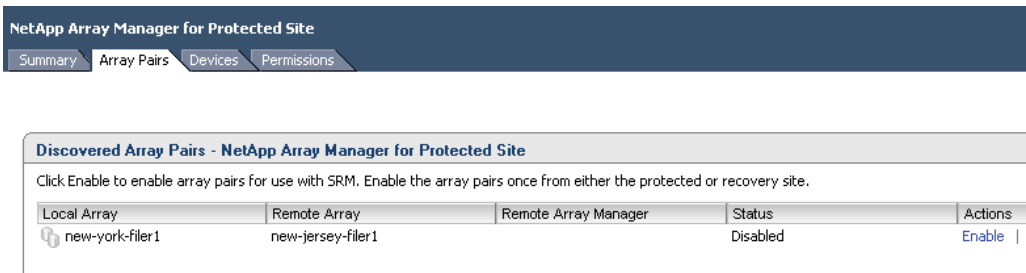 NetApp Array Manager for Protected Site
Summary Array Pairs Devices Permissions
Discovered Array Pairs - NetApp Array Manager for Protected Site
Click Enable to enable array pairs for use with SRM. Enable the array pairs once from either the protected or recovery site.
Local Array Remote Array Remote Array Manager Status Actions
new-york-filer1 new-jersey-filer1 Disabled Enable |